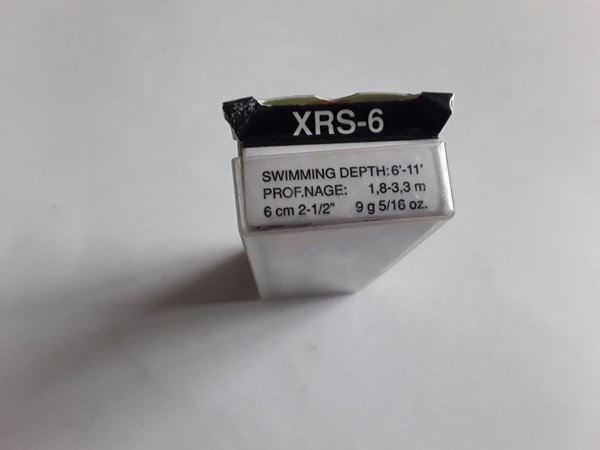 XRS-6
SWIMMING DEPTH: 6'-11'
PROF.NAGE: 1,8-3,3 m
6 cm 2-1/2" 9 g 5/16 oz.